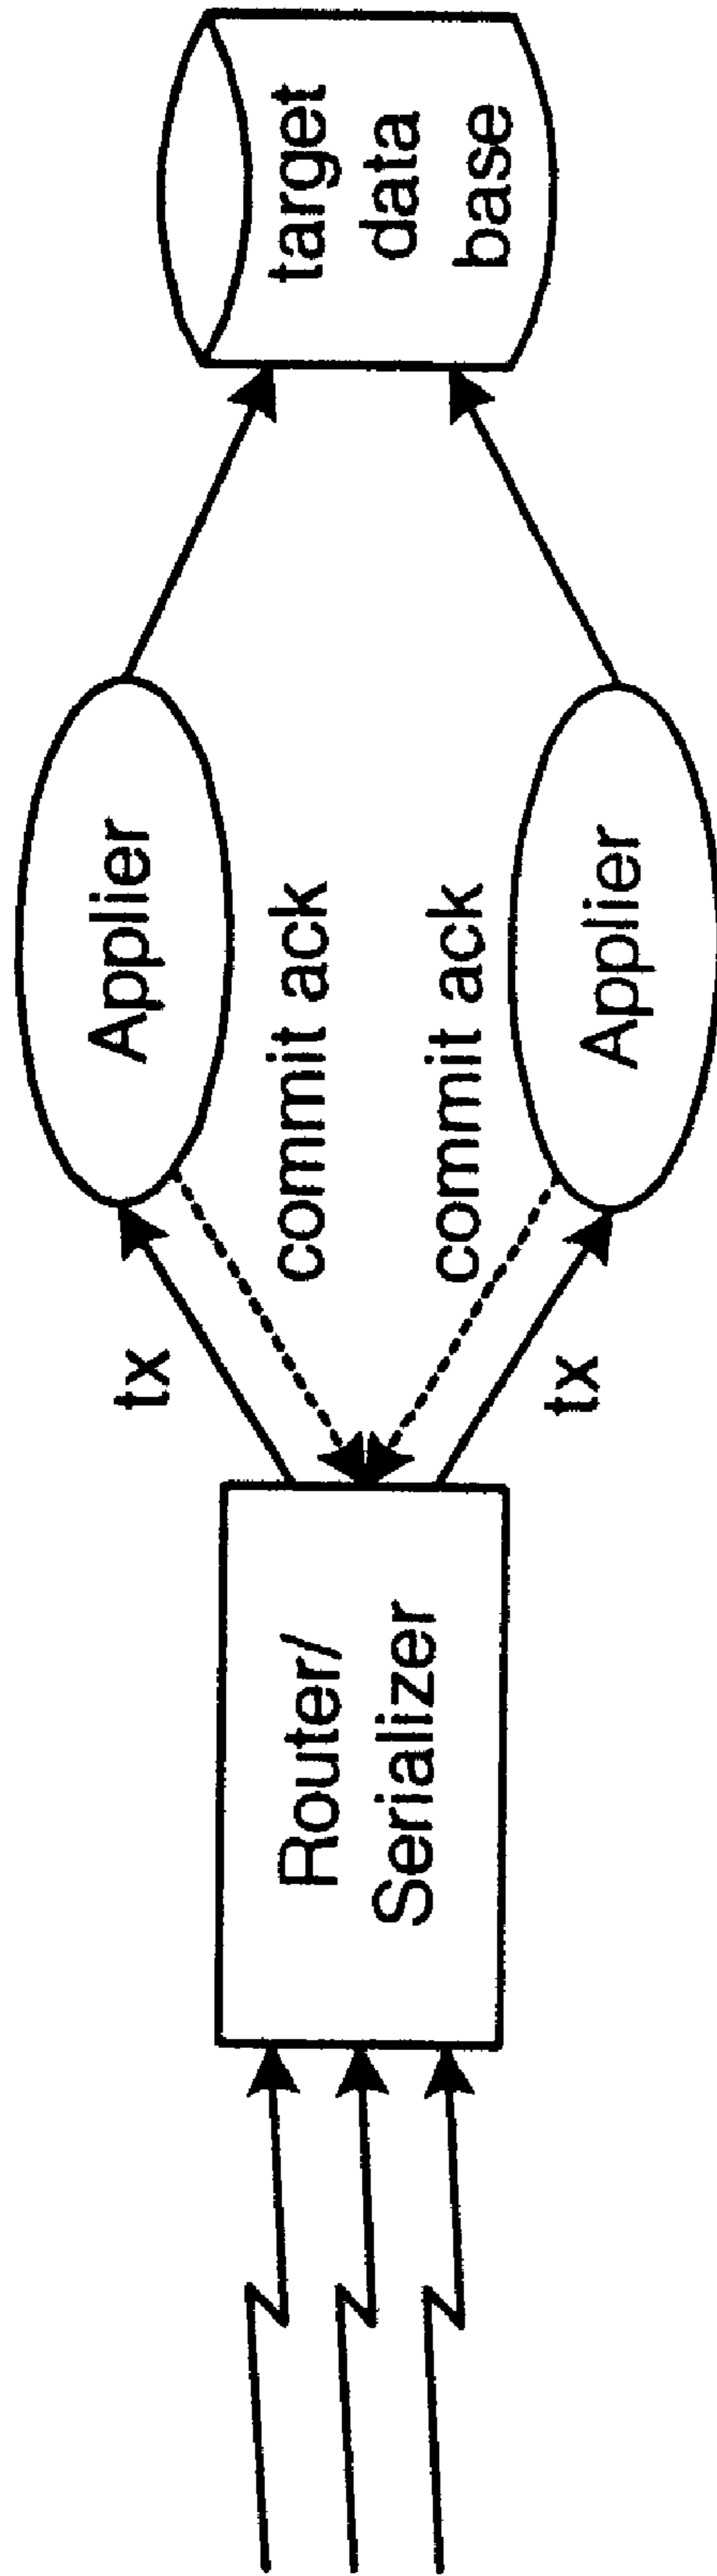 Router/
Serializer
tx
tx
commit ack
commit ack
Applier
Applier
target
data
base